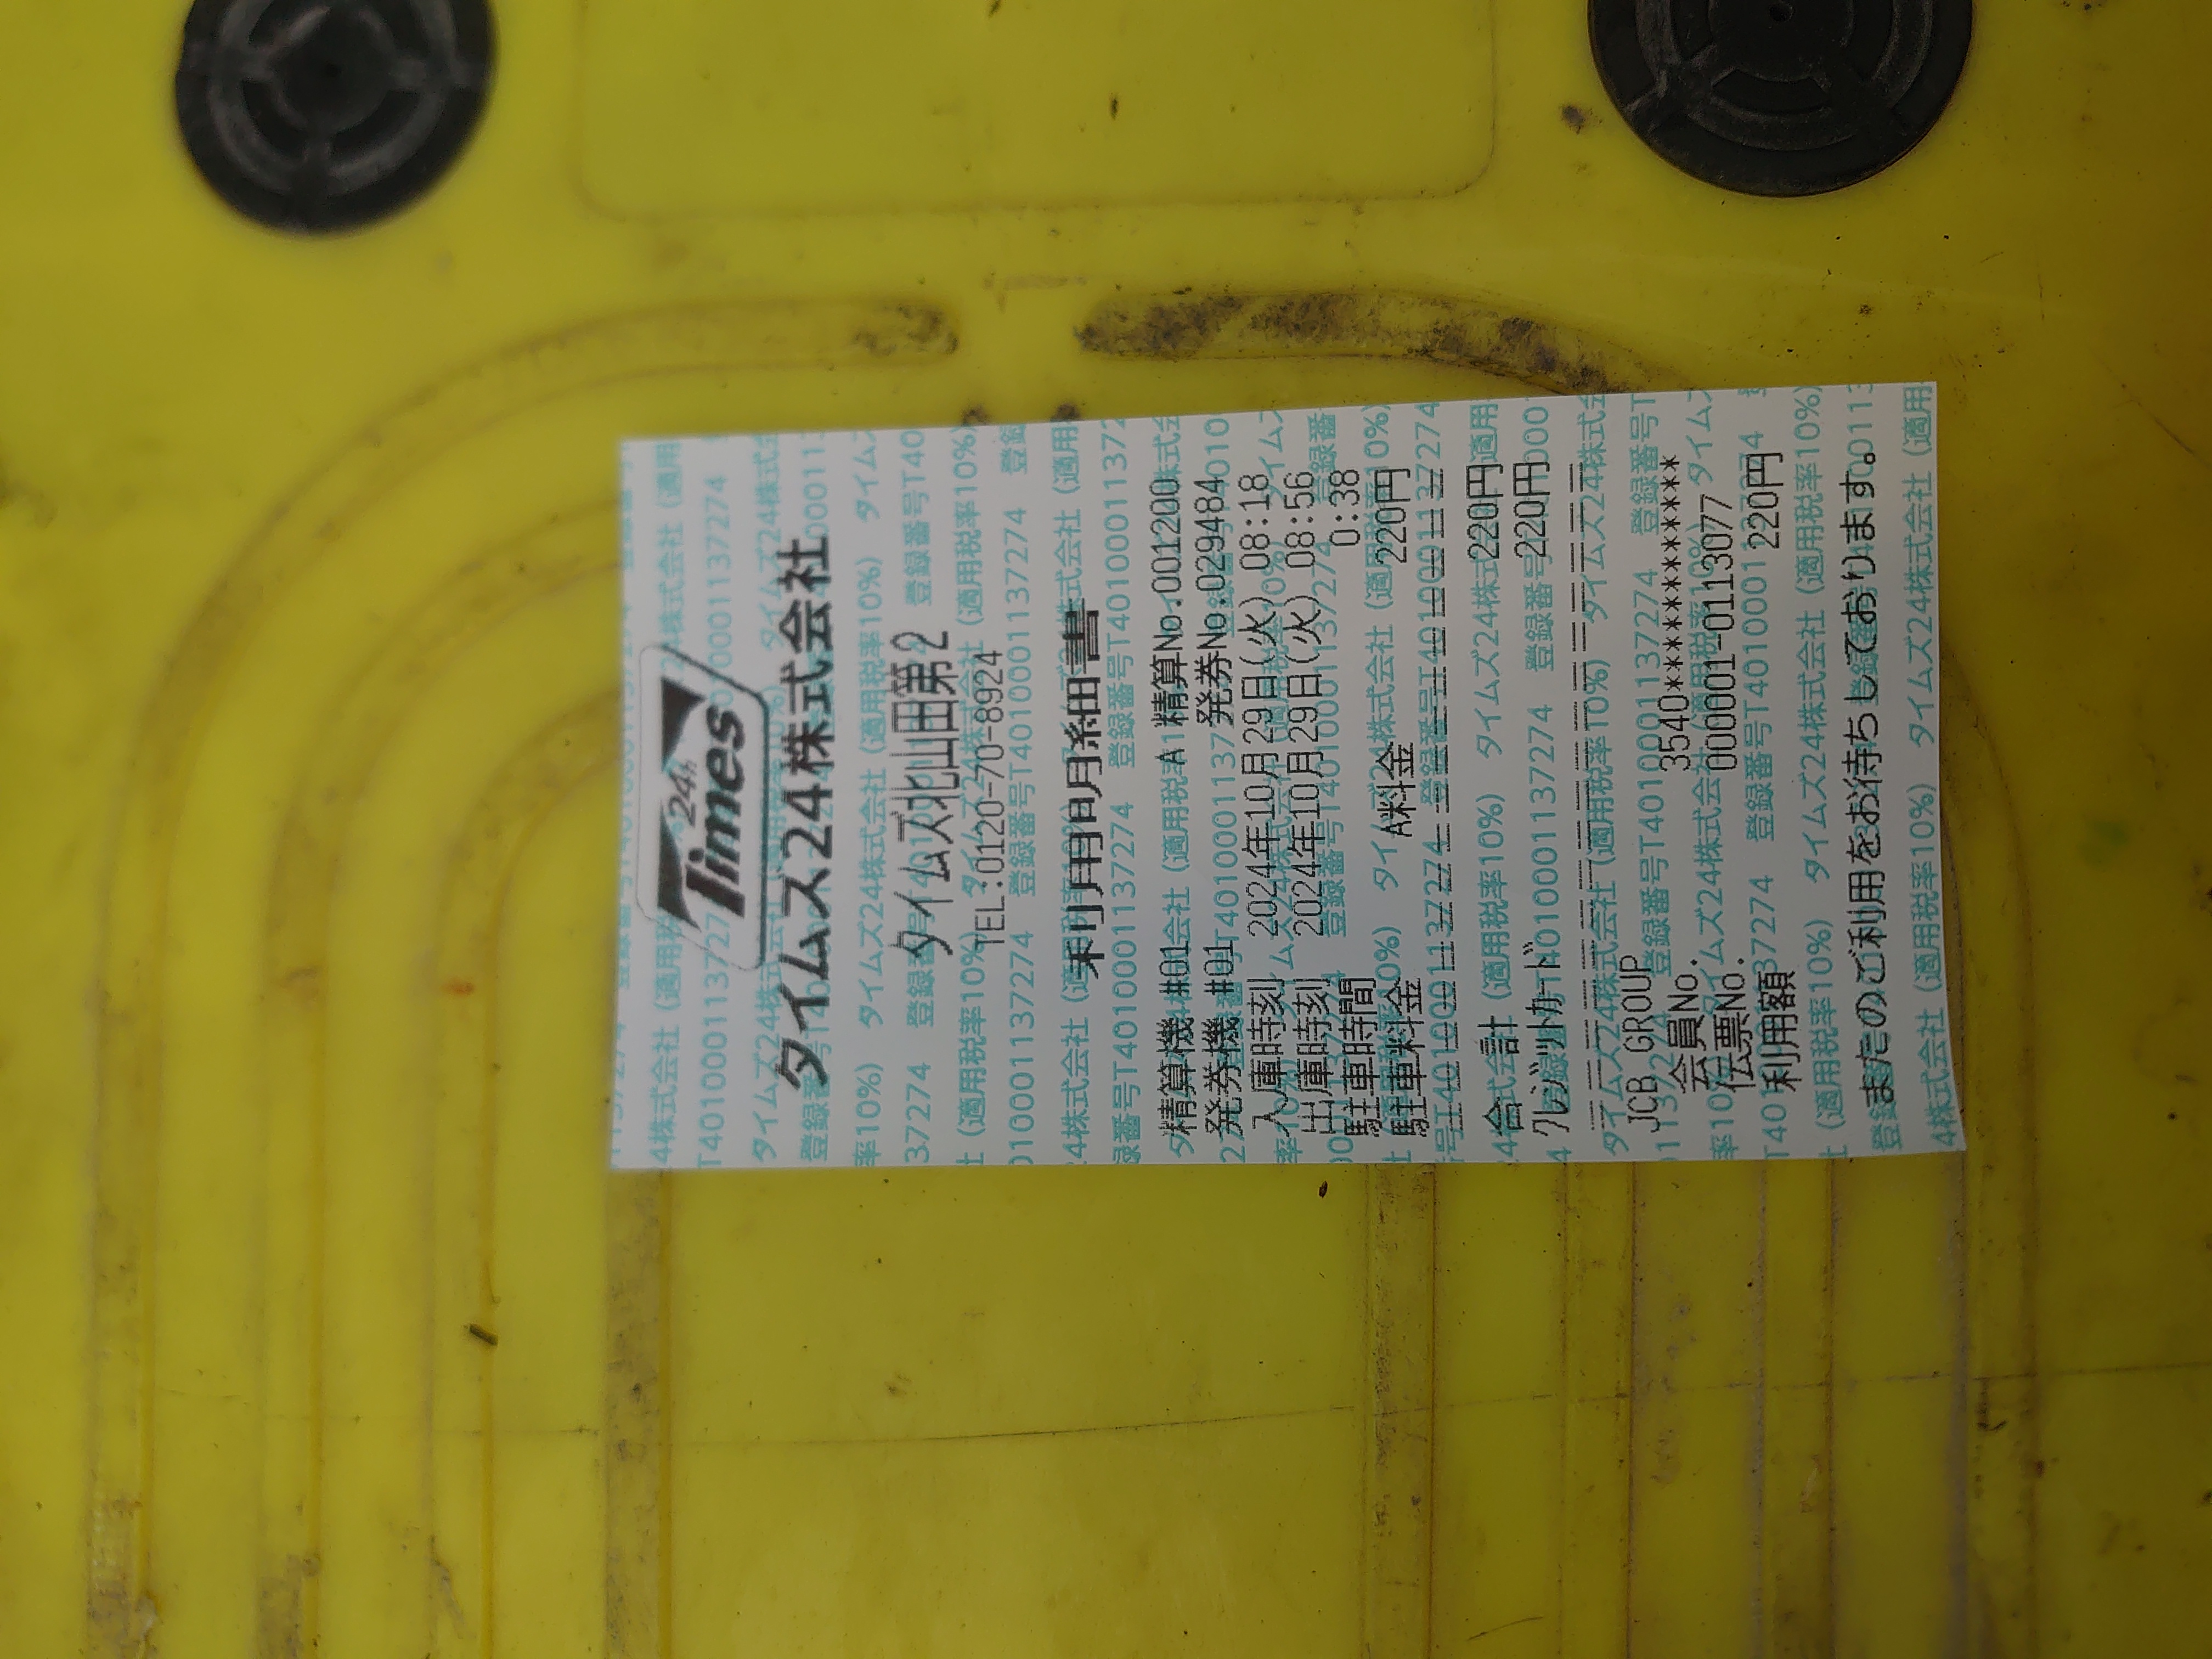 24h
Times
タイムズ24株式会社
タイムズ北山田第2
TEL:0120-70-8924
利用明細書
精算機 #01 A 精算No.001200
発券機 #01 発券No.029484
入庫時刻 2024年10月29日(火) 08:18
出庫時刻 2024年10月29日(火) 08:56
駐車時間 0:38
駐車料金 A料金 220円
合 計 220円
クレジットカード 220円
JCB GROUP
会員No. 3540************
伝票No. 000001-0113077
利用額 220円
またのご利用をお待ちしております。
タイムズ24株式会社 (適用税率10%)
登録番号T4010001137274